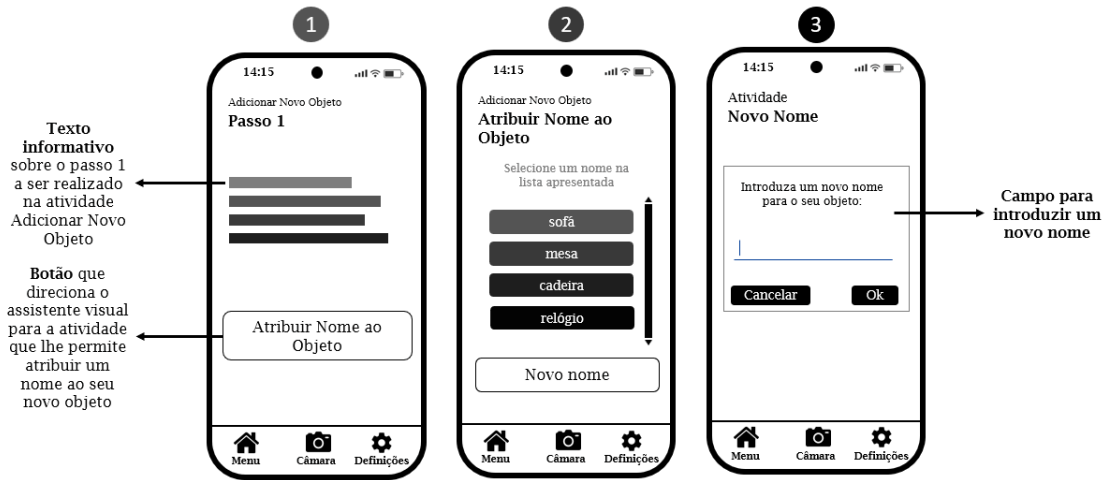 1
2
3
Texto
informativo
sobre o passo 1
a ser realizado
na atividade
Adicionar Novo
Objeto
Botão que
direciona o
assistente visual
para a atividade
que lhe permite
atribuir um
nome ao seu
novo objeto
14:15
Adicionar Novo Objeto
Passo 1
Atribuir Nome ao
Objeto
Menu
Câmara
Definições
14:15
Adicionar Novo Objeto
Atribuir Nome ao
Objeto
Selecione um nome na
lista apresentada
sofá
mesa
cadeira
relógio
Novo nome
Menu
Câmara
Definições
14:15
Atividade
Novo Nome
Introduza um novo nome
para o seu objeto:
Cancelar
Ok
Menu
Câmara
Definições
Campo para
introduzir um
novo nome